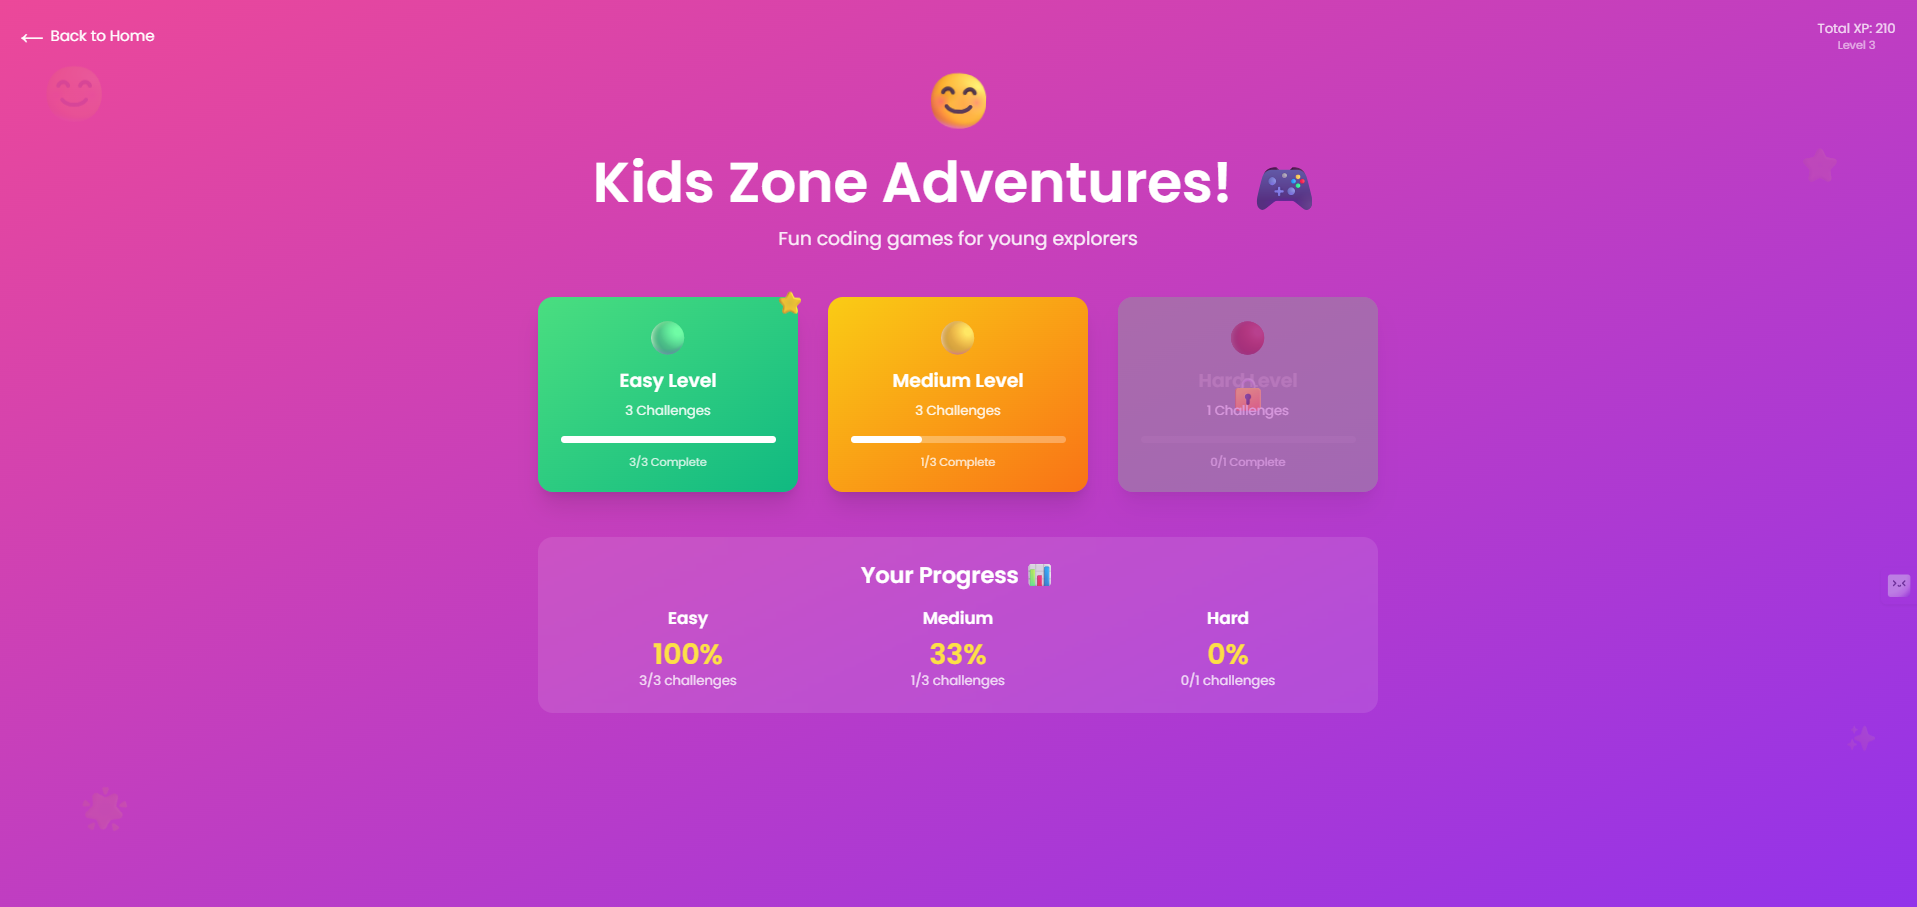 ← Back to Home
Total XP: 210
Level 3
Kids Zone Adventures!
Fun coding games for young explorers
Easy Level
3 Challenges
3/3 Complete
Medium Level
3 Challenges
1/3 Complete
Hard Level
1 Challenges
0/1 Complete
Your Progress
Easy
100%
3/3 challenges
Medium
33%
1/3 challenges
Hard
0%
0/1 challenges